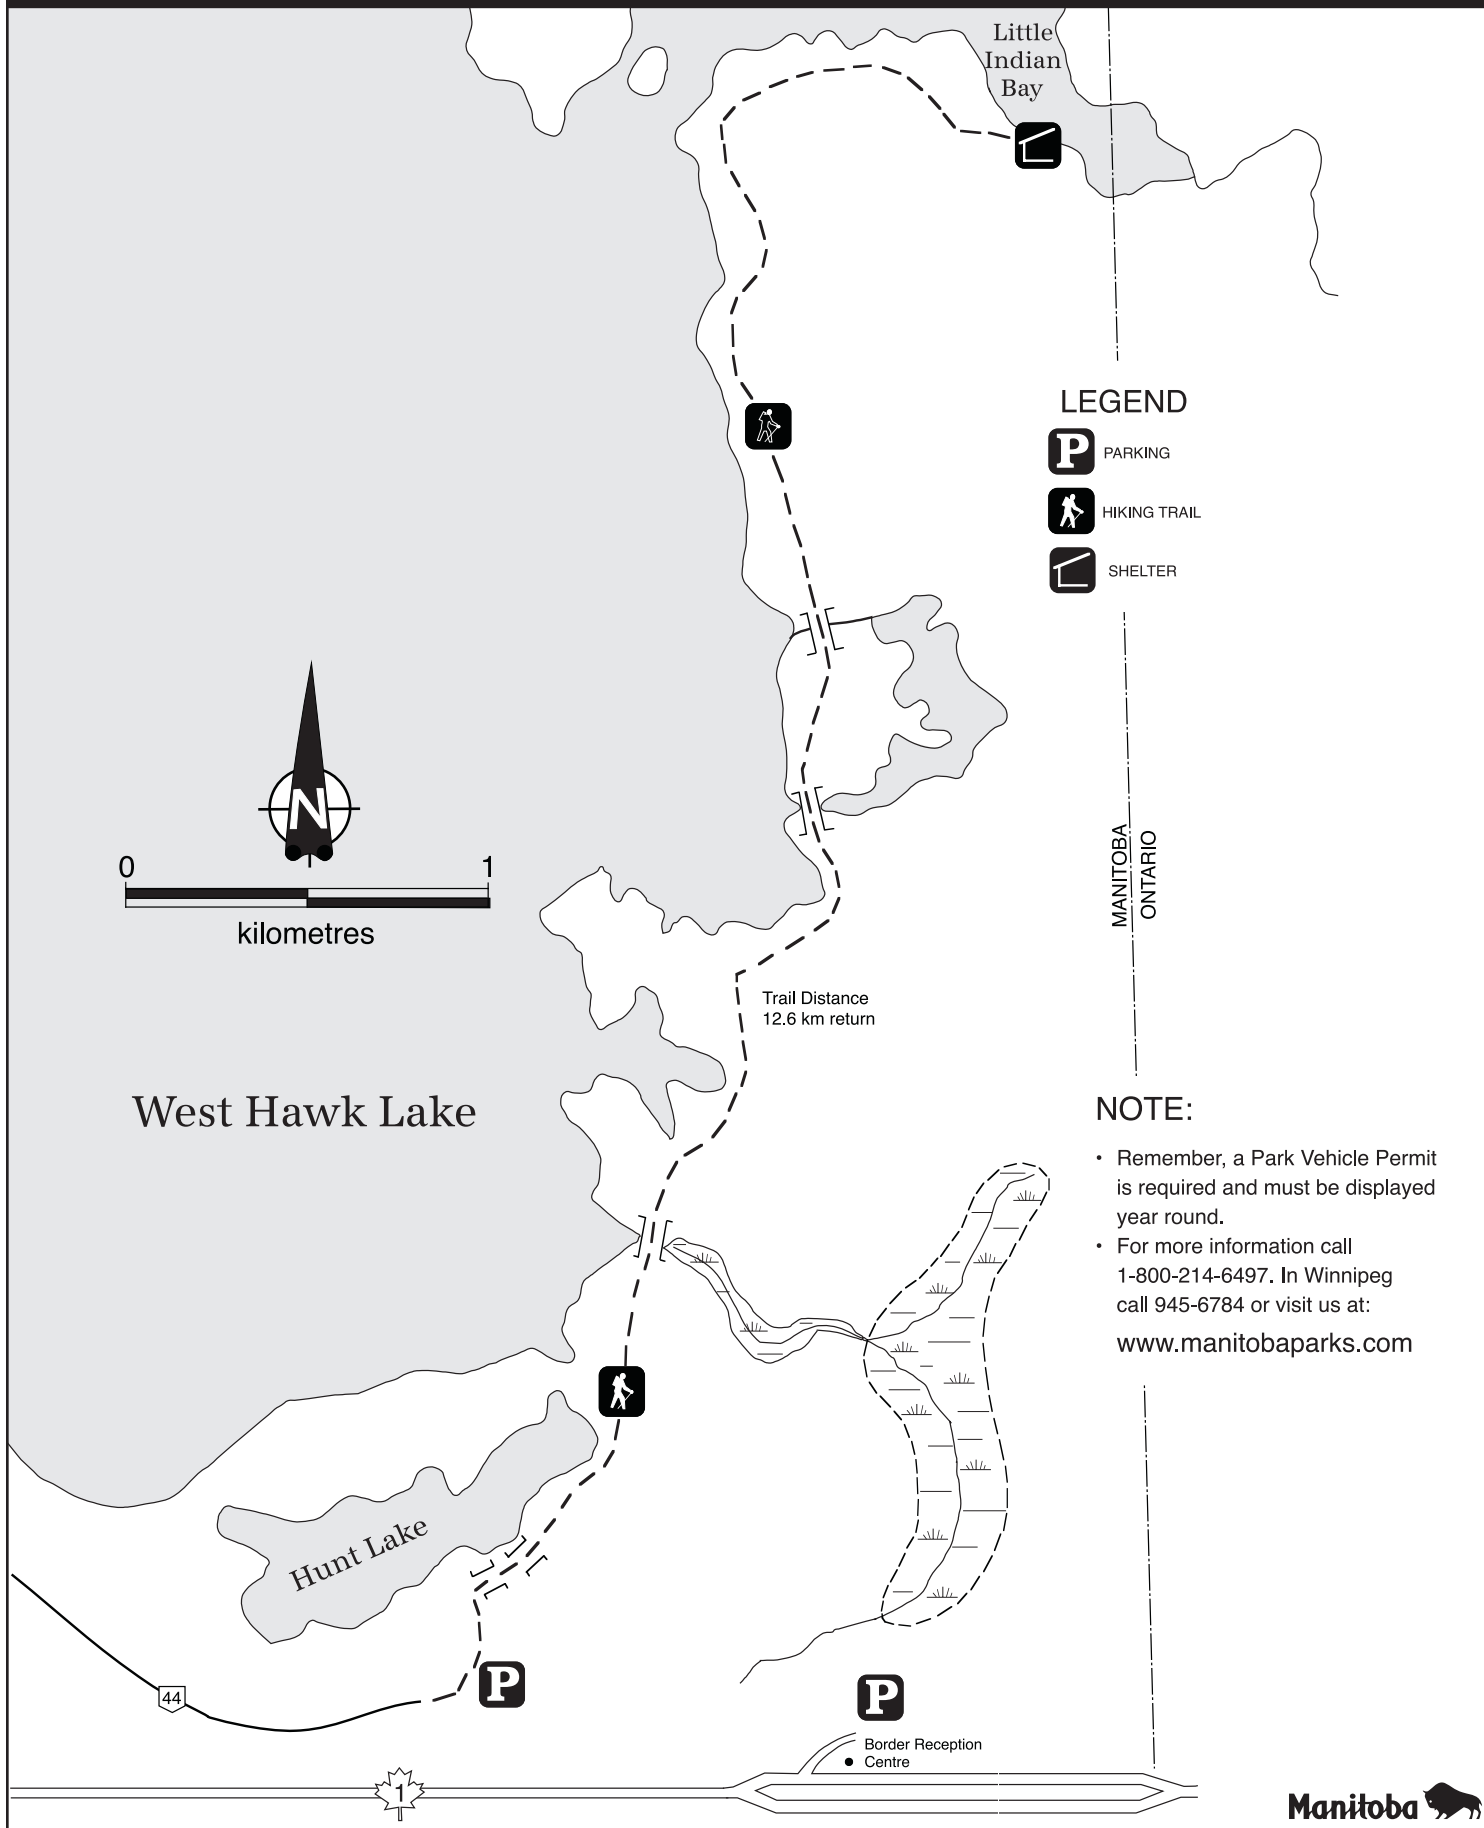 Little
Indian
Bay
LEGEND
P PARKING
HIKING TRAIL
SHELTER
N
0 1
kilometres
MANITOBA
ONTARIO
Trail Distance
12.6 km return
West Hawk Lake
NOTE:
• Remember, a Park Vehicle Permit
is required and must be displayed
year round.
• For more information call
1-800-214-6497. In Winnipeg
call 945-6784 or visit us at:
www.manitobaparks.com
Hunt Lake
44
P
P
Border Reception
Centre
1
Manitoba